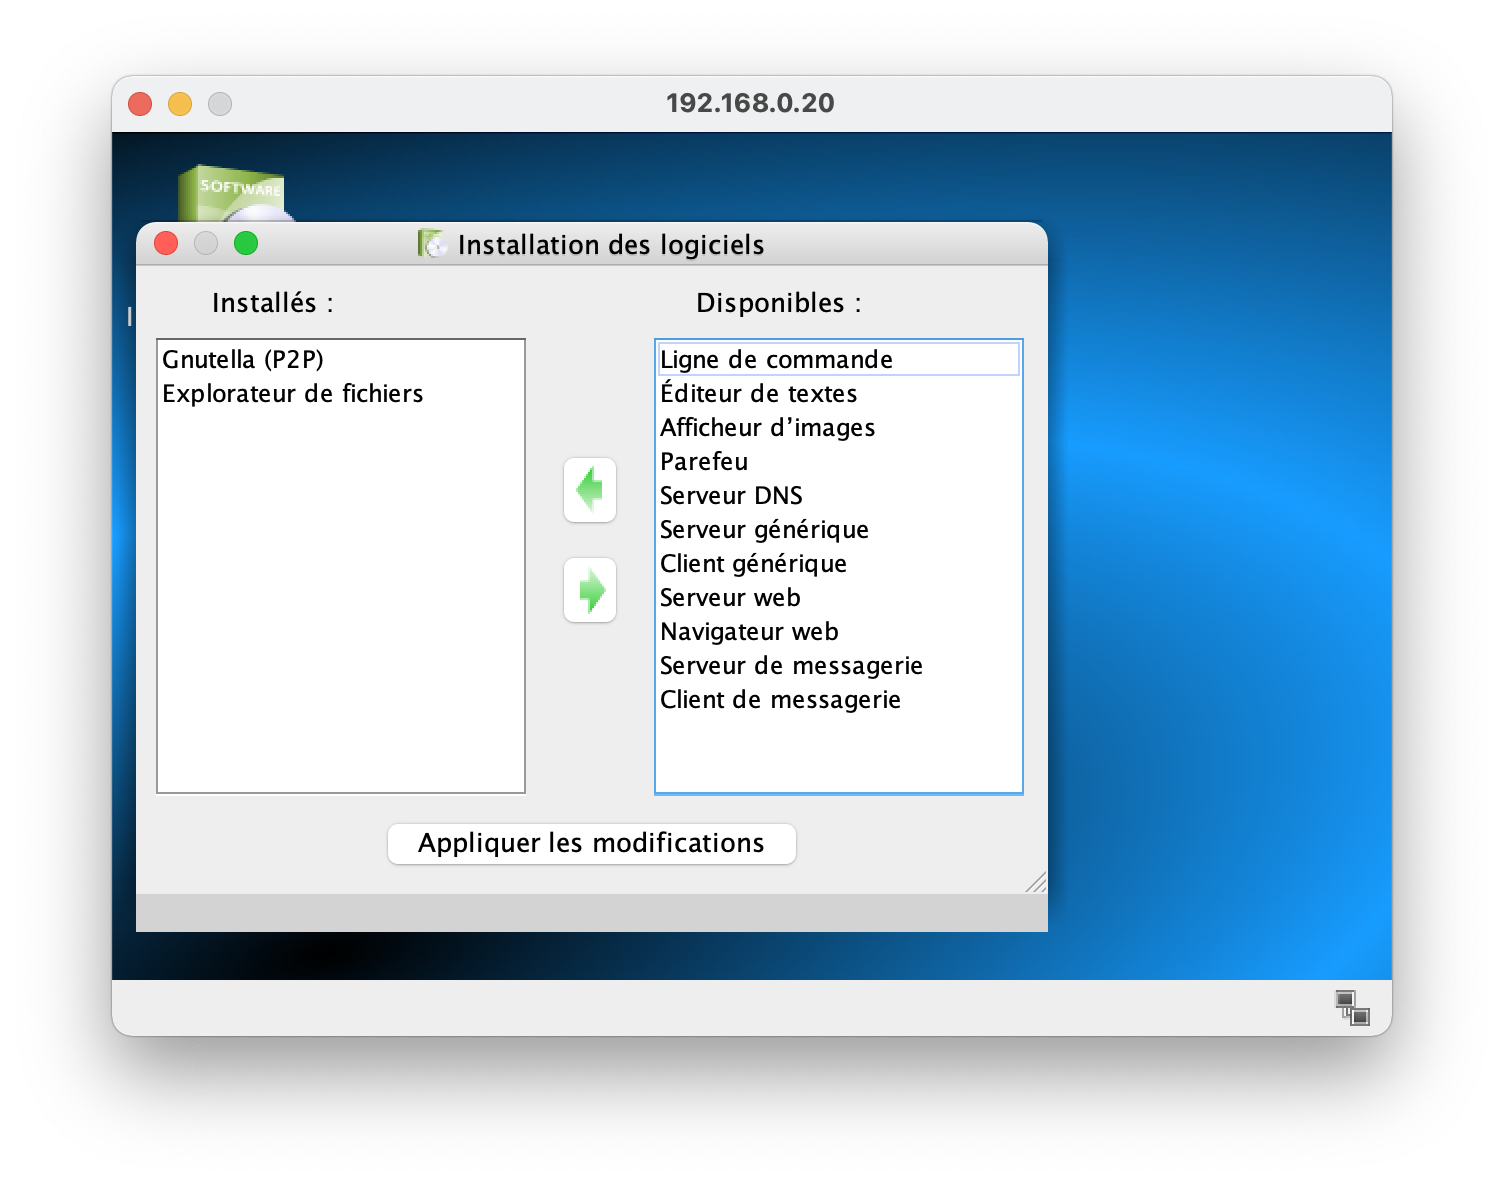 192.168.0.20
SOFTWARE
Installation des logiciels
Installés :
Disponibles :
Gnutella (P2P)
Explorateur de fichiers
Ligne de commande
Éditeur de textes
Afficheur d’images
Parefeu
Serveur DNS
Serveur générique
Client générique
Serveur web
Navigateur web
Serveur de messagerie
Client de messagerie
Appliquer les modifications